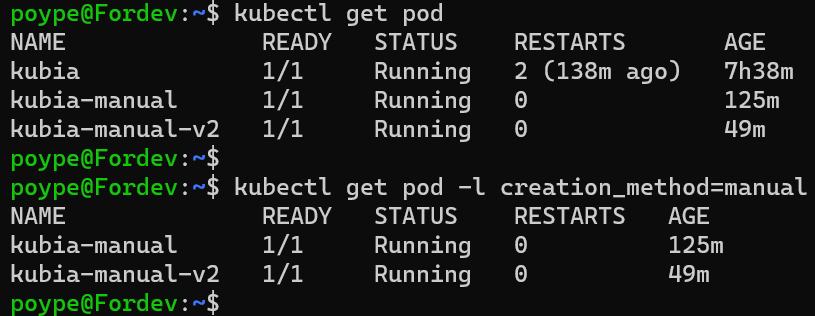 poype@Fordev:~$ kubectl get pod
NAME              READY   STATUS    RESTARTS       AGE
kubia             1/1     Running   2 (138m ago)   7h38m
kubia-manual      1/1     Running   0              125m
kubia-manual-v2   1/1     Running   0              49m
poype@Fordev:~$
poype@Fordev:~$ kubectl get pod -l creation_method=manual
NAME              READY   STATUS    RESTARTS   AGE
kubia-manual      1/1     Running   0          125m
kubia-manual-v2   1/1     Running   0          49m
poype@Fordev:~$